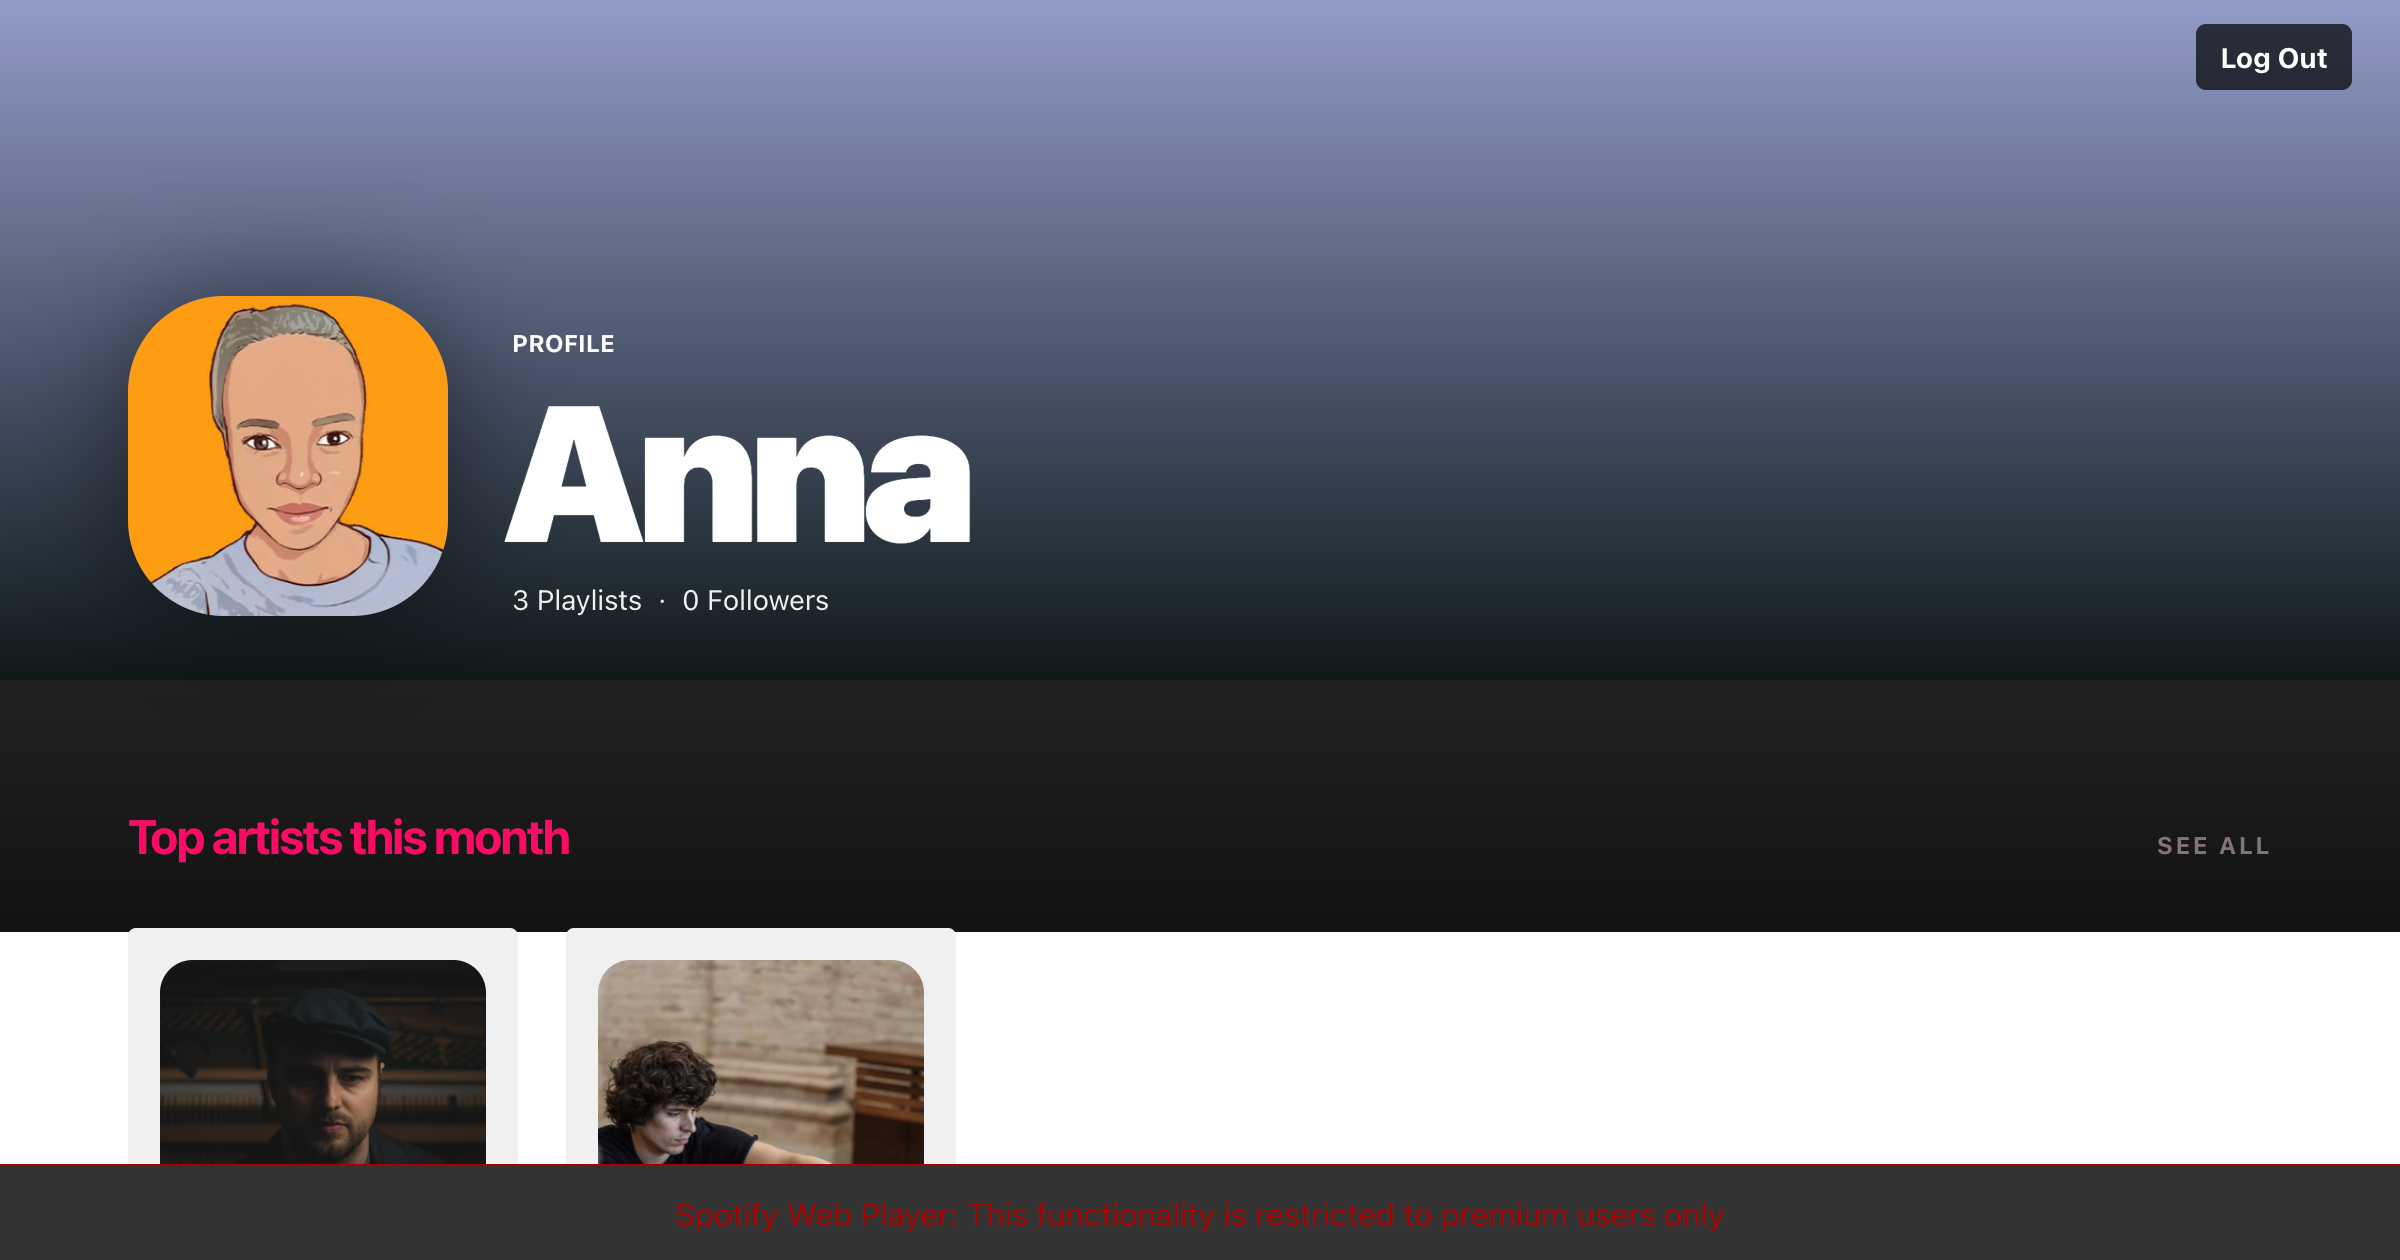 Log Out
PROFILE
Anna
3 Playlists · 0 Followers
Top artists this month
SEE ALL
Spotify Web Player: This functionality is restricted to premium users only